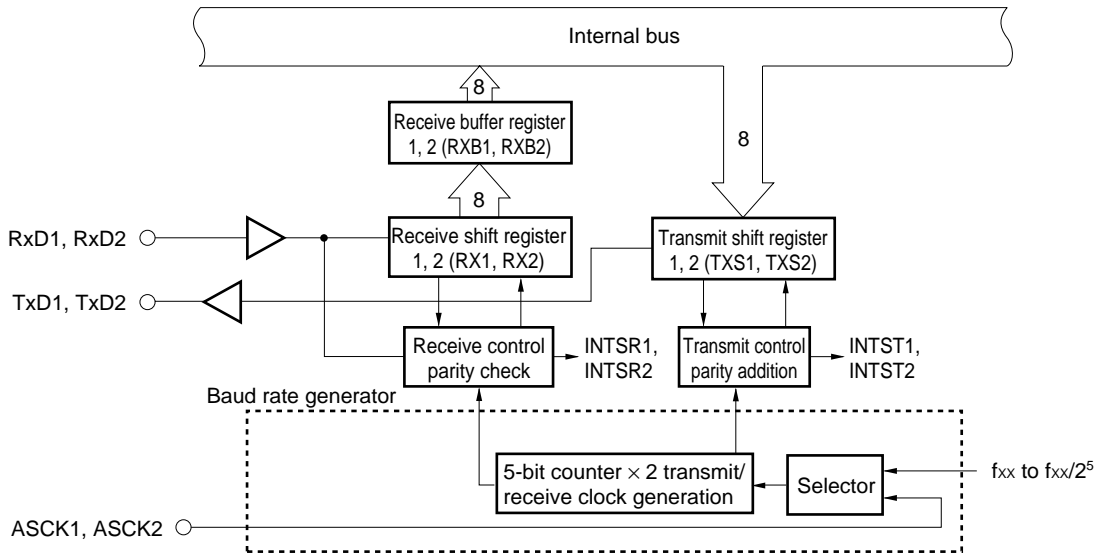 Internal bus
8
Receive buffer register
1, 2 (RXB1, RXB2)
8
8
RxD1, RxD2
Receive shift register
1, 2 (RX1, RX2)
Transmit shift register
1, 2 (TXS1, TXS2)
TxD1, TxD2
Receive control
parity check
INTSR1,
INTSR2
Transmit control
parity addition
INTST1,
INTST2
Baud rate generator
5-bit counter × 2 transmit/
receive clock generation
Selector
fxx to fxx/2⁵
ASCK1, ASCK2